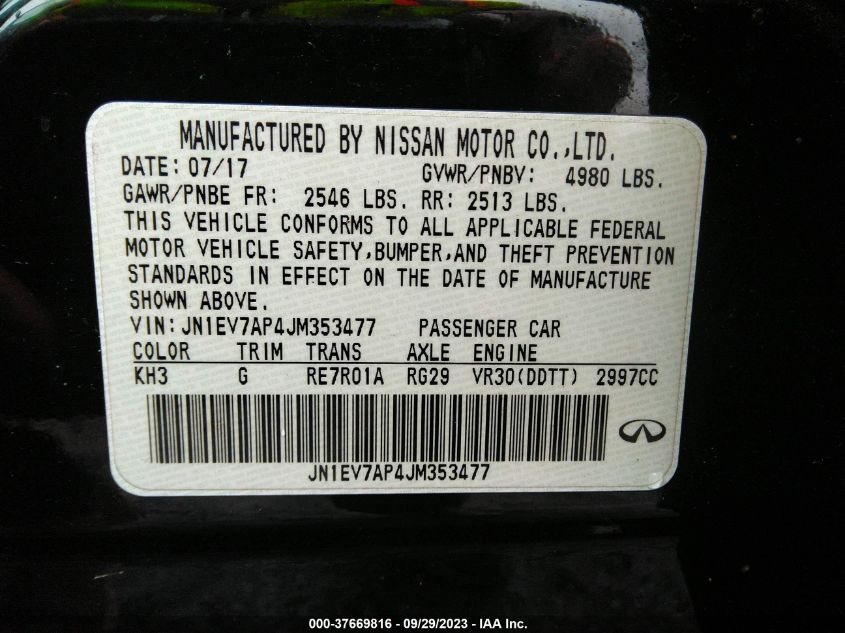 MANUFACTURED BY NISSAN MOTOR CO.,LTD.
DATE: 07/17 GVWR/PNBV: 4980 LBS.
GAWR/PNBE FR: 2546 LBS. RR: 2513 LBS.
THIS VEHICLE CONFORMS TO ALL APPLICABLE FEDERAL
MOTOR VEHICLE SAFETY,BUMPER,AND THEFT PREVENTION
STANDARDS IN EFFECT ON THE DATE OF MANUFACTURE
SHOWN ABOVE.
VIN:JN1EV7AP4JM353477 PASSENGER CAR
COLOR TRIM TRANS AXLE ENGINE
KH3 G RE7R01A RG29 VR30(DDTT) 2997CC
JN1EV7AP4JM353477
000-37669816 - 09/29/2023 - IAA Inc.